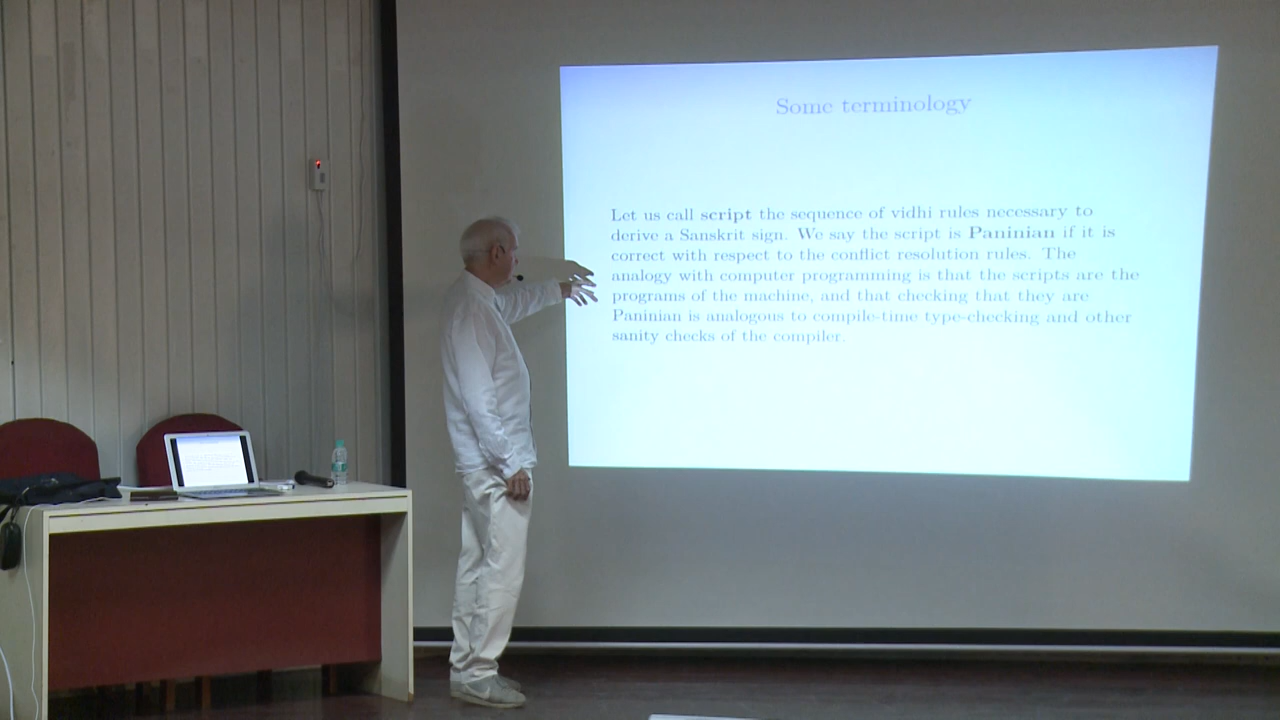 Some terminology
Let us call script the sequence of vidhi rules necessary to
derive a Sanskrit sign. We say the script is Paninian if it is
correct with respect to the conflict resolution rules. The
analogy with computer programming is that the scripts are the
programs of the machine, and that checking that they are
Paninian is analogous to compile-time type-checking and other
sanity checks of the compiler.